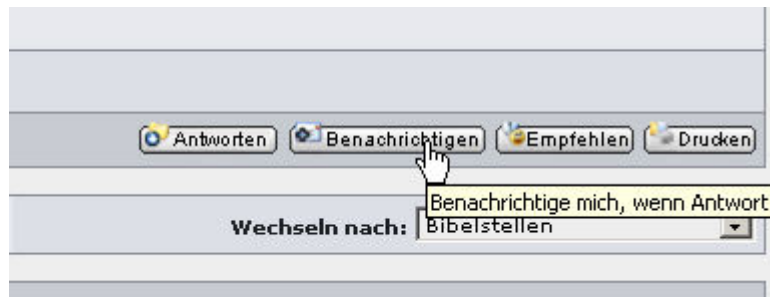 Antworten Benachrichtigen Empfehlen Drucken
Benachrichtige mich, wenn Antwort
Wechseln nach: Bibelstellen